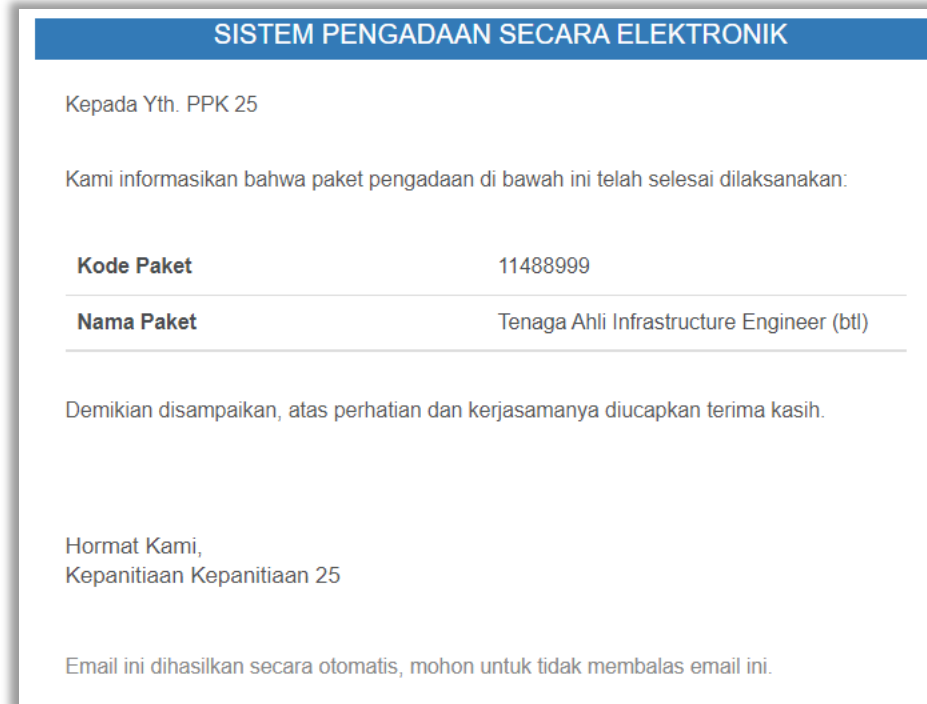 SISTEM PENGADAAN SECARA ELEKTRONIK
Kepada Yth. PPK 25
Kami informasikan bahwa paket pengadaan di bawah ini telah selesai dilaksanakan:
Kode Paket 11488999
Nama Paket Tenaga Ahli Infrastructure Engineer (btl)
Demikian disampaikan, atas perhatian dan kerjasamanya diucapkan terima kasih.
Hormat Kami,
Kepanitiaan Kepanitiaan 25
Email ini dihasilkan secara otomatis, mohon untuk tidak membalas email ini.